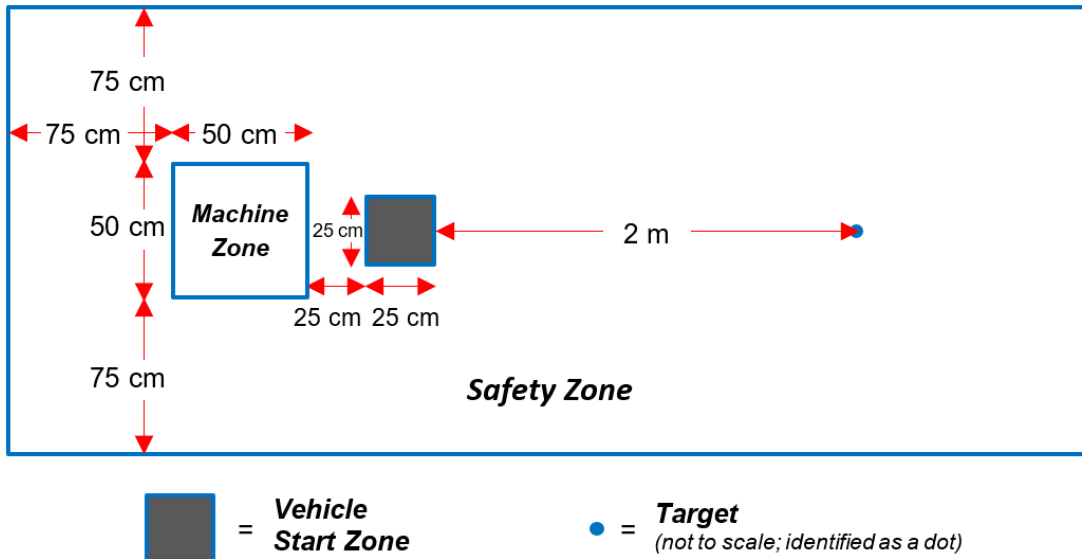 75 cm
75 cm
50 cm
50 cm
Machine
Zone
25 cm
2 m
25 cm
25 cm
75 cm
Safety Zone
= Vehicle
Start Zone
= Target
(not to scale; identified as a dot)